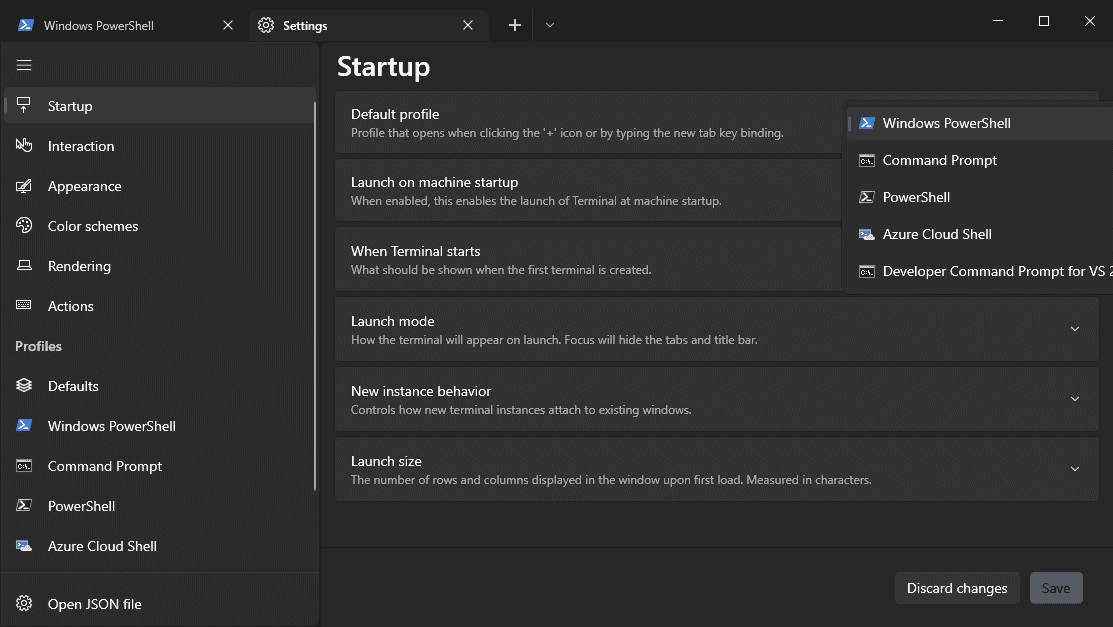 Windows PowerShell
Settings
Startup
Interaction
Appearance
Color schemes
Rendering
Actions
Profiles
Defaults
Windows PowerShell
Command Prompt
PowerShell
Azure Cloud Shell
Open JSON file
Startup
Default profile
Profile that opens when clicking the '+' icon or by typing the new tab key binding.
Launch on machine startup
When enabled, this enables the launch of Terminal at machine startup.
When Terminal starts
What should be shown when the first terminal is created.
Windows PowerShell
Command Prompt
PowerShell
Azure Cloud Shell
Developer Command Prompt for VS 2
Launch mode
How the terminal will appear on launch. Focus will hide the tabs and title bar.
New instance behavior
Controls how new terminal instances attach to existing windows.
Launch size
The number of rows and columns displayed in the window upon first load. Measured in characters.
Discard changes
Save